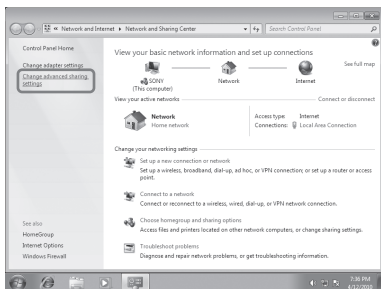 « Network and Internet ▸ Network and Sharing Center
Search Control Panel
Control Panel Home
Change adapter settings
Change advanced sharing settings
View your basic network information and set up connections
See full map
SONY
(This computer)
Network
Internet
View your active networks
Connect or disconnect
Network
Home network
Access type: Internet
Connections: Local Area Connection
Change your networking settings
Set up a new connection or network
Set up a wireless, broadband, dial-up, ad hoc, or VPN connection; or set up a router or access
point.
Connect to a network
Connect or reconnect to a wireless, wired, dial-up, or VPN network connection.
Choose homegroup and sharing options
Access files and printers located on other network computers, or change sharing settings.
Troubleshoot problems
Diagnose and repair network problems, or get troubleshooting information.
See also
HomeGroup
Internet Options
Windows Firewall
7:36 PM
4/12/2010